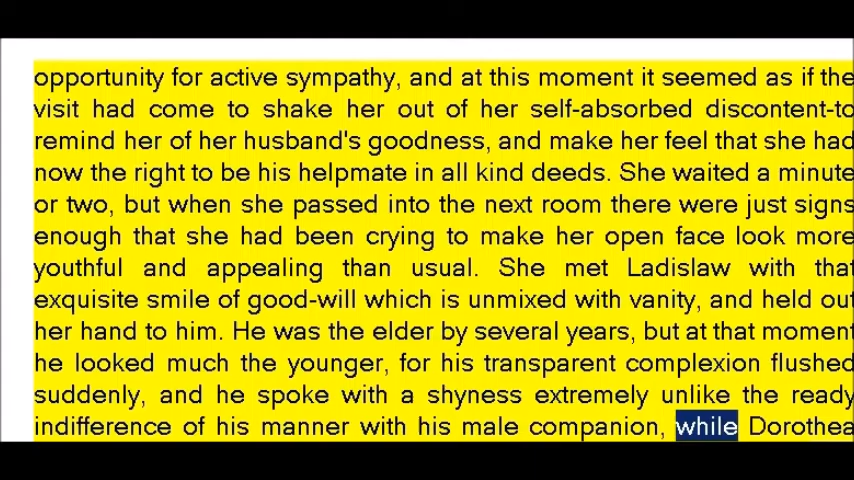 opportunity for active sympathy, and at this moment it seemed as if the
visit had come to shake her out of her self-absorbed discontent-to
remind her of her husband's goodness, and make her feel that she had
now the right to be his helpmate in all kind deeds. She waited a minute
or two, but when she passed into the next room there were just signs
enough that she had been crying to make her open face look more
youthful and appealing than usual. She met Ladislaw with that
exquisite smile of good-will which is unmixed with vanity, and held out
her hand to him. He was the elder by several years, but at that moment
he looked much the younger, for his transparent complexion flushed
suddenly, and he spoke with a shyness extremely unlike the ready
indifference of his manner with his male companion, while Dorothea